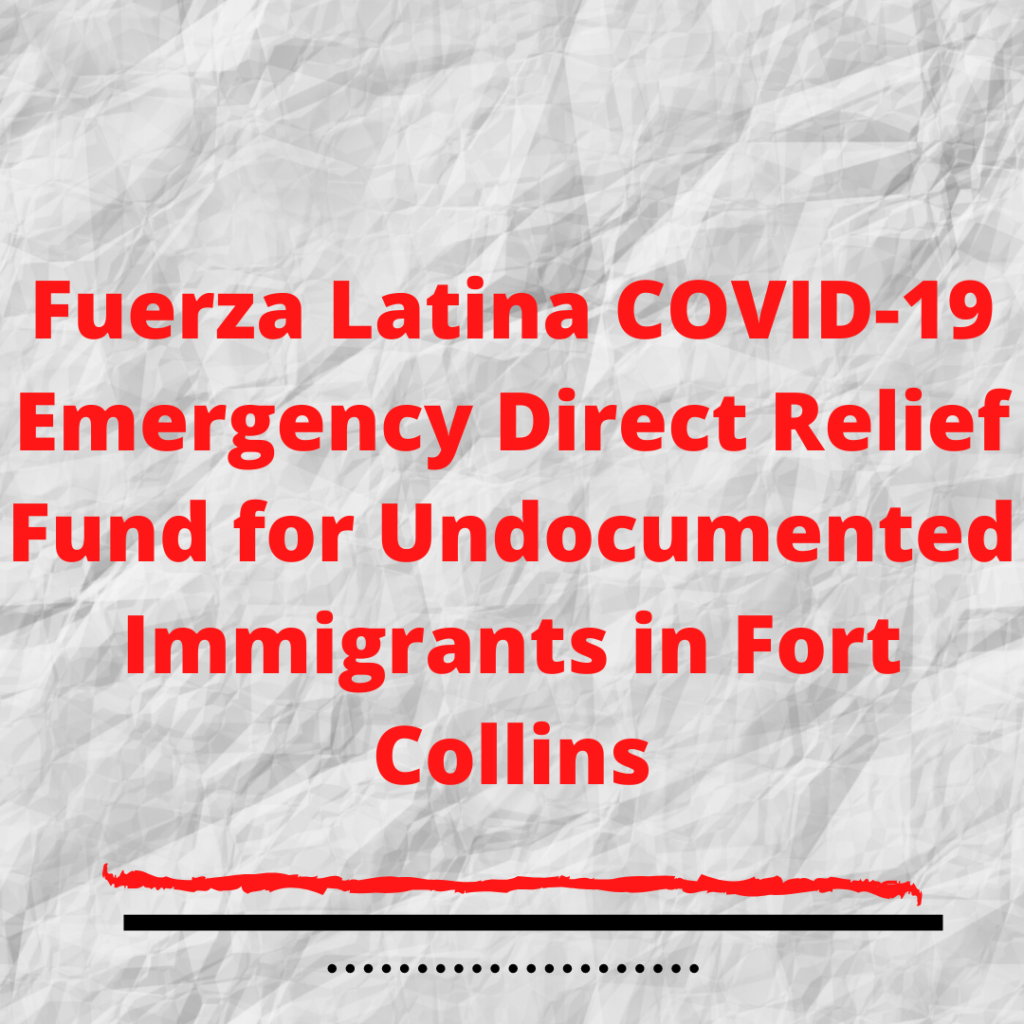 Fuerza Latina COVID-19
Emergency Direct Relief
Fund for Undocumented
Immigrants in Fort
Collins